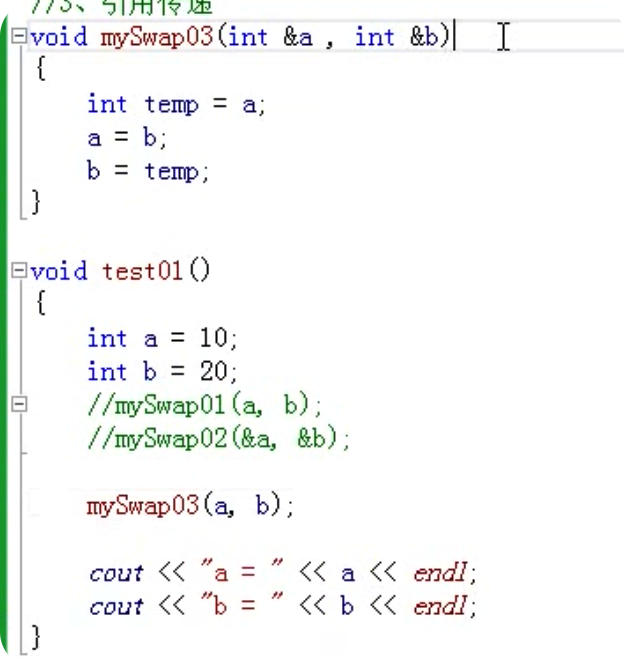 //3、引用传递
void mySwap03(int &a , int &b)
{
int temp = a;
a = b;
b = temp;
}
void test01()
{
int a = 10;
int b = 20;
//mySwap01(a, b);
//mySwap02(&a, &b);
mySwap03(a, b);
cout << "a = " << a << endl;
cout << "b = " << b << endl;
}